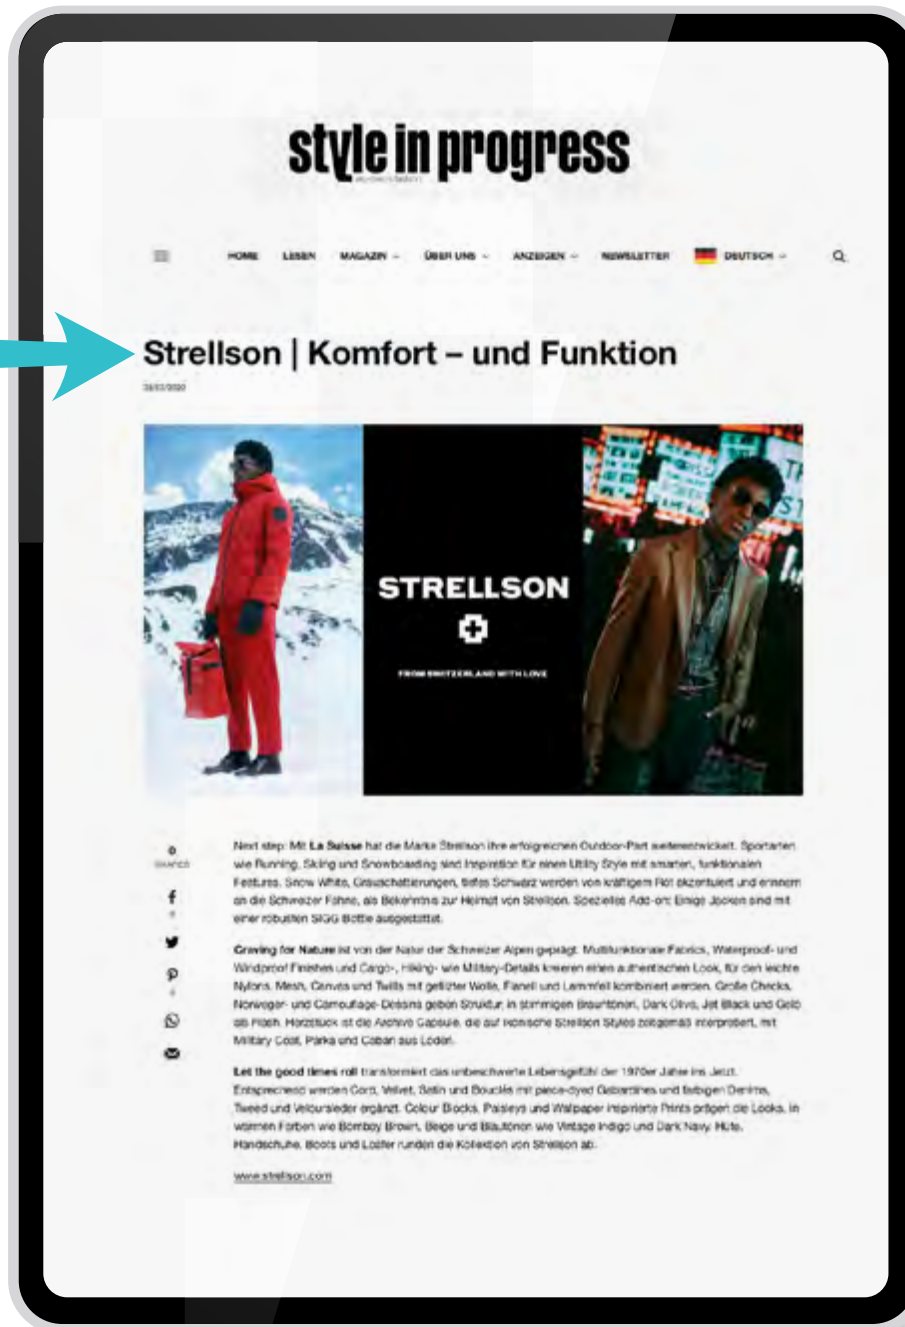 style in progress
HOME LESEN MAGAZIN ÜBER UNS ANZEIGEN NEWSLETTER DEUTSCH
Strellson | Komfort – und Funktion
STRELLSON
FROM SWITZERLAND WITH LOVE
0
Next step: Mit La Suisse hat die Marke Strellson ihre erfolgreichen Outdoor-Part weiterentwickelt. Sportarten
wie Running, Skiing und Snowboarding sind Inspiration für einen Utility Style mit smarten, funktionalen
Features. Snow White, Grauschattierungen, tiefes Schwarz werden von kräftigem Rot akzentuiert und erinnern
an die Schweizer Fahne, als Bekenntnis zur Heimat von Strellson. Spezielles Add-on: Einige Jacken sind mit
einer robusten SIGG Bottle ausgestattet.
Craving for Nature ist von der Natur der Schweizer Alpen geprägt. Multifunktionale Fabrics, Waterproof- und
Windproof Finishes und Cargo-, Hiking- wie Military-Details kreieren einen authentischen Look, für den leichte
Nylons, Mesh, Canvas und Twills mit gefilzter Wolle, Flanell und Lammfell kombiniert werden. Große Checks,
Norweger- und Camouflage-Dessins geben Struktur, in stimmigen Brauntönen, Dark Olive, Jet Black und Gelb
als Flash. Herzstück ist die Archive Capsule, die auf ikonische Strellson Styles zeitgemäß interpretiert, mit
Military Coat, Parka und Caban aus Loden.
Let the good times roll transformiert das unbeschwerte Lebensgefühl der 1970er Jahre ins Jetzt.
Entsprechend werden Cord, Velvet, Satin und Bouclés mit piece-dyed Gabardines und farbigen Denims,
Tweed und Veloursleder ergänzt. Colour Blocks, Paisleys und Wallpaper inspirierte Prints prägen die Looks. In
warmen Farben wie Bombay Brown, Beige und Blautönen wie Vintage Indigo und Dark Navy. Hüte,
Handschuhe, Boots und Loafer runden die Kollektion von Strellson ab.
www.strellson.com